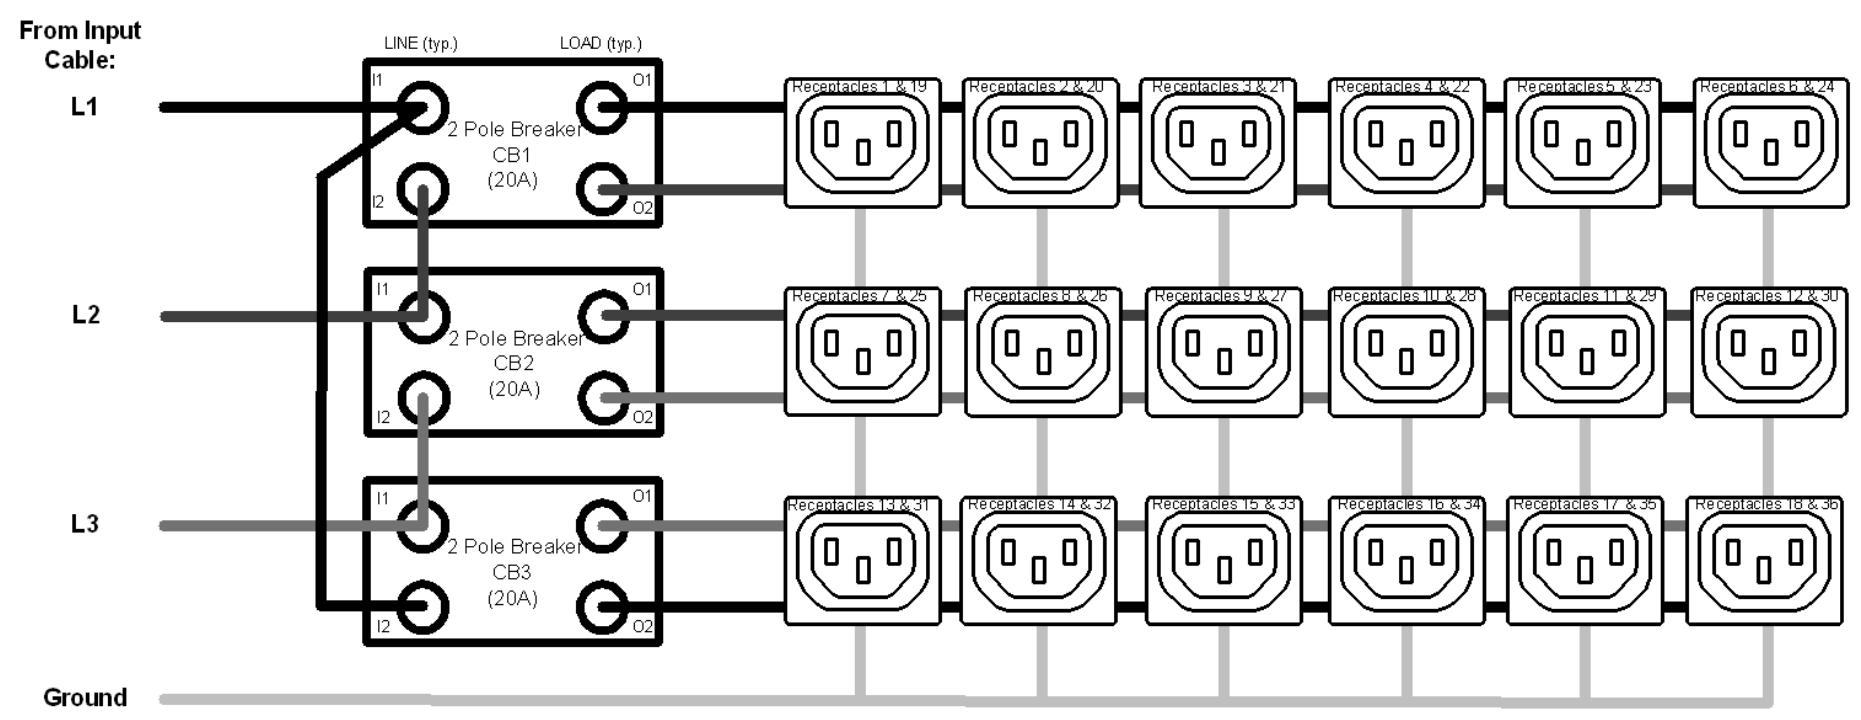 From Input
Cable:
LINE (typ.)
LOAD (typ.)
L1
I1
O1
2 Pole Breaker
CB1
(20A)
I2
O2
Receptacles 1 & 19
Receptacles 2 & 20
Receptacles 3 & 21
Receptacles 4 & 22
Receptacles 5 & 23
Receptacles 6 & 24
L2
I1
O1
2 Pole Breaker
CB2
(20A)
I2
O2
Receptacles 7 & 25
Receptacles 8 & 26
Receptacles 9 & 27
Receptacles 10 & 28
Receptacles 11 & 29
Receptacles 12 & 30
L3
I1
O1
2 Pole Breaker
CB3
(20A)
I2
O2
Receptacles 13 & 31
Receptacles 14 & 32
Receptacles 15 & 33
Receptacles 16 & 34
Receptacles 17 & 35
Receptacles 18 & 36
Ground